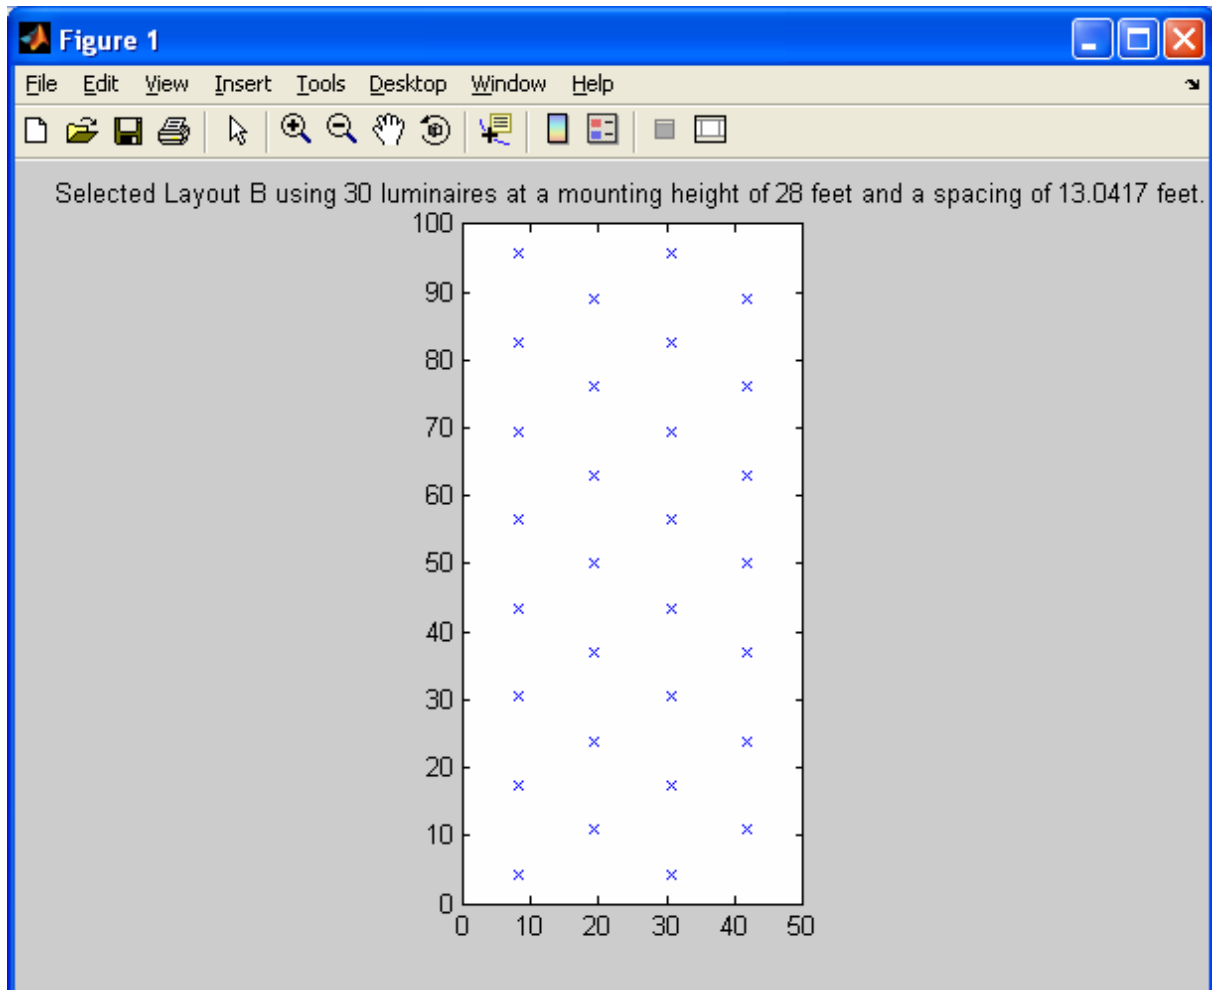 Figure 1
File Edit View Insert Tools Desktop Window Help
Selected Layout B using 30 luminaires at a mounting height of 28 feet and a spacing of 13.0417 feet.
100
90
80
70
60
50
40
30
20
10
0
0 10 20 30 40 50